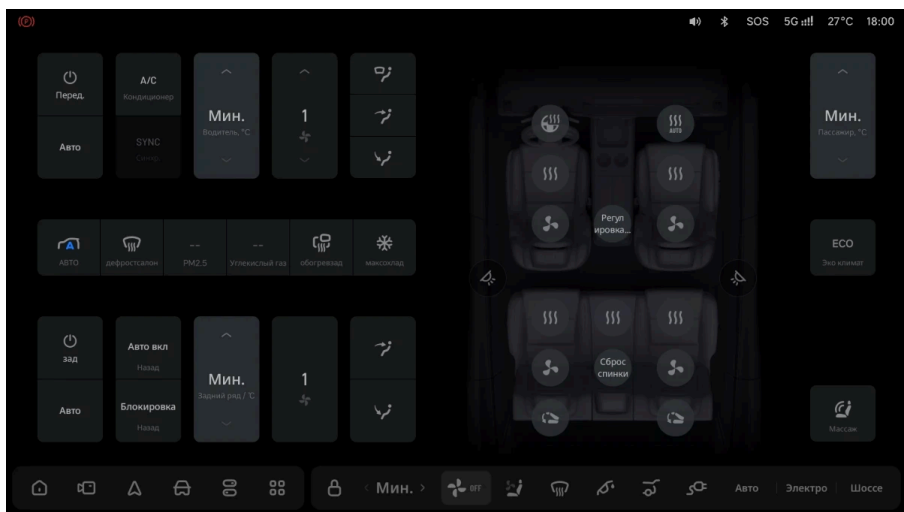 (P)
SOS 5G 27°C 18:00
Перед.
Авто
A/C
Кондиционер
SYNC
Синхр.
Мин.
Водитель, °C
1
AUTO
Регул
ировка...
Мин.
Пассажир, °C
A
АВТО
дефростсалон
--
PM2.5
--
Углекислый газ
обогревзад
максохлад
ECO
Эко климат
зад
Авто
Авто вкл
Назад
Блокировка
Назад
Мин.
Задний ряд / °C
1
Сброс
спинки
Массаж
Мин. OFF Авто Электро Шоссе